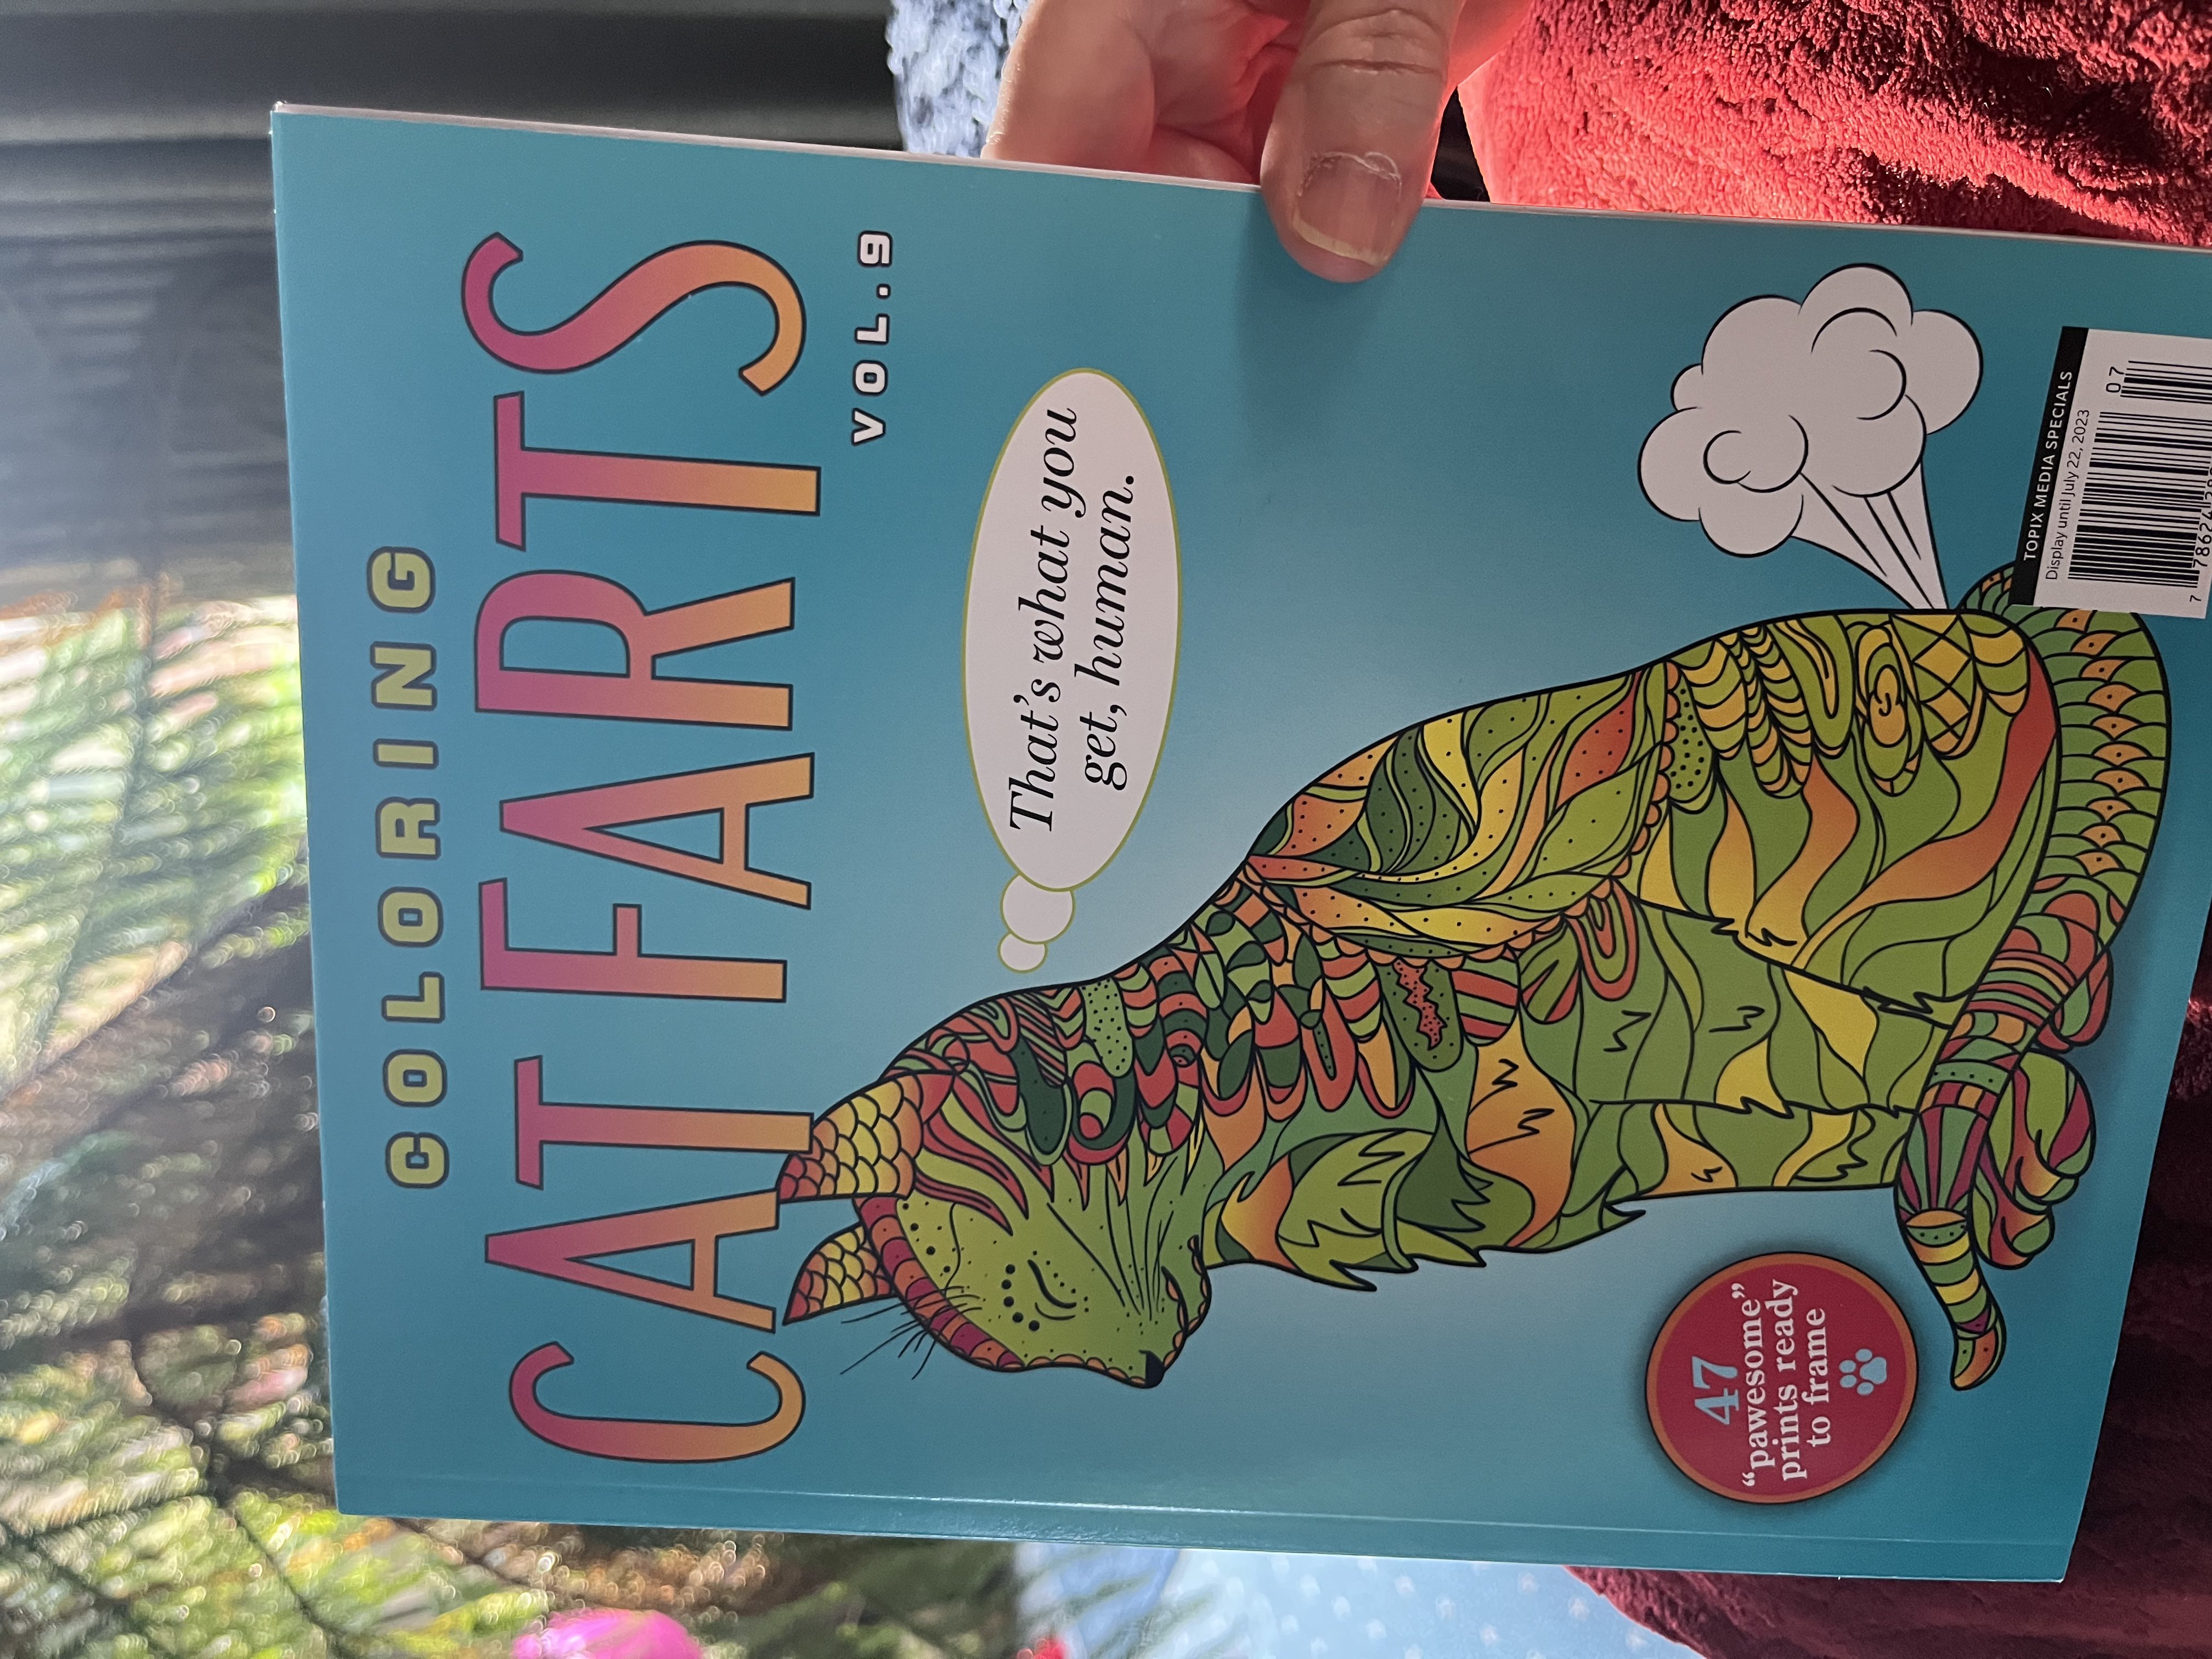 COLORING
CAT FARTS
VOL.9
That's what you
get, human.
47
“pawesome”
prints ready
to frame
TOPIX MEDIA SPECIALS
Display until July 22, 2023
07
7